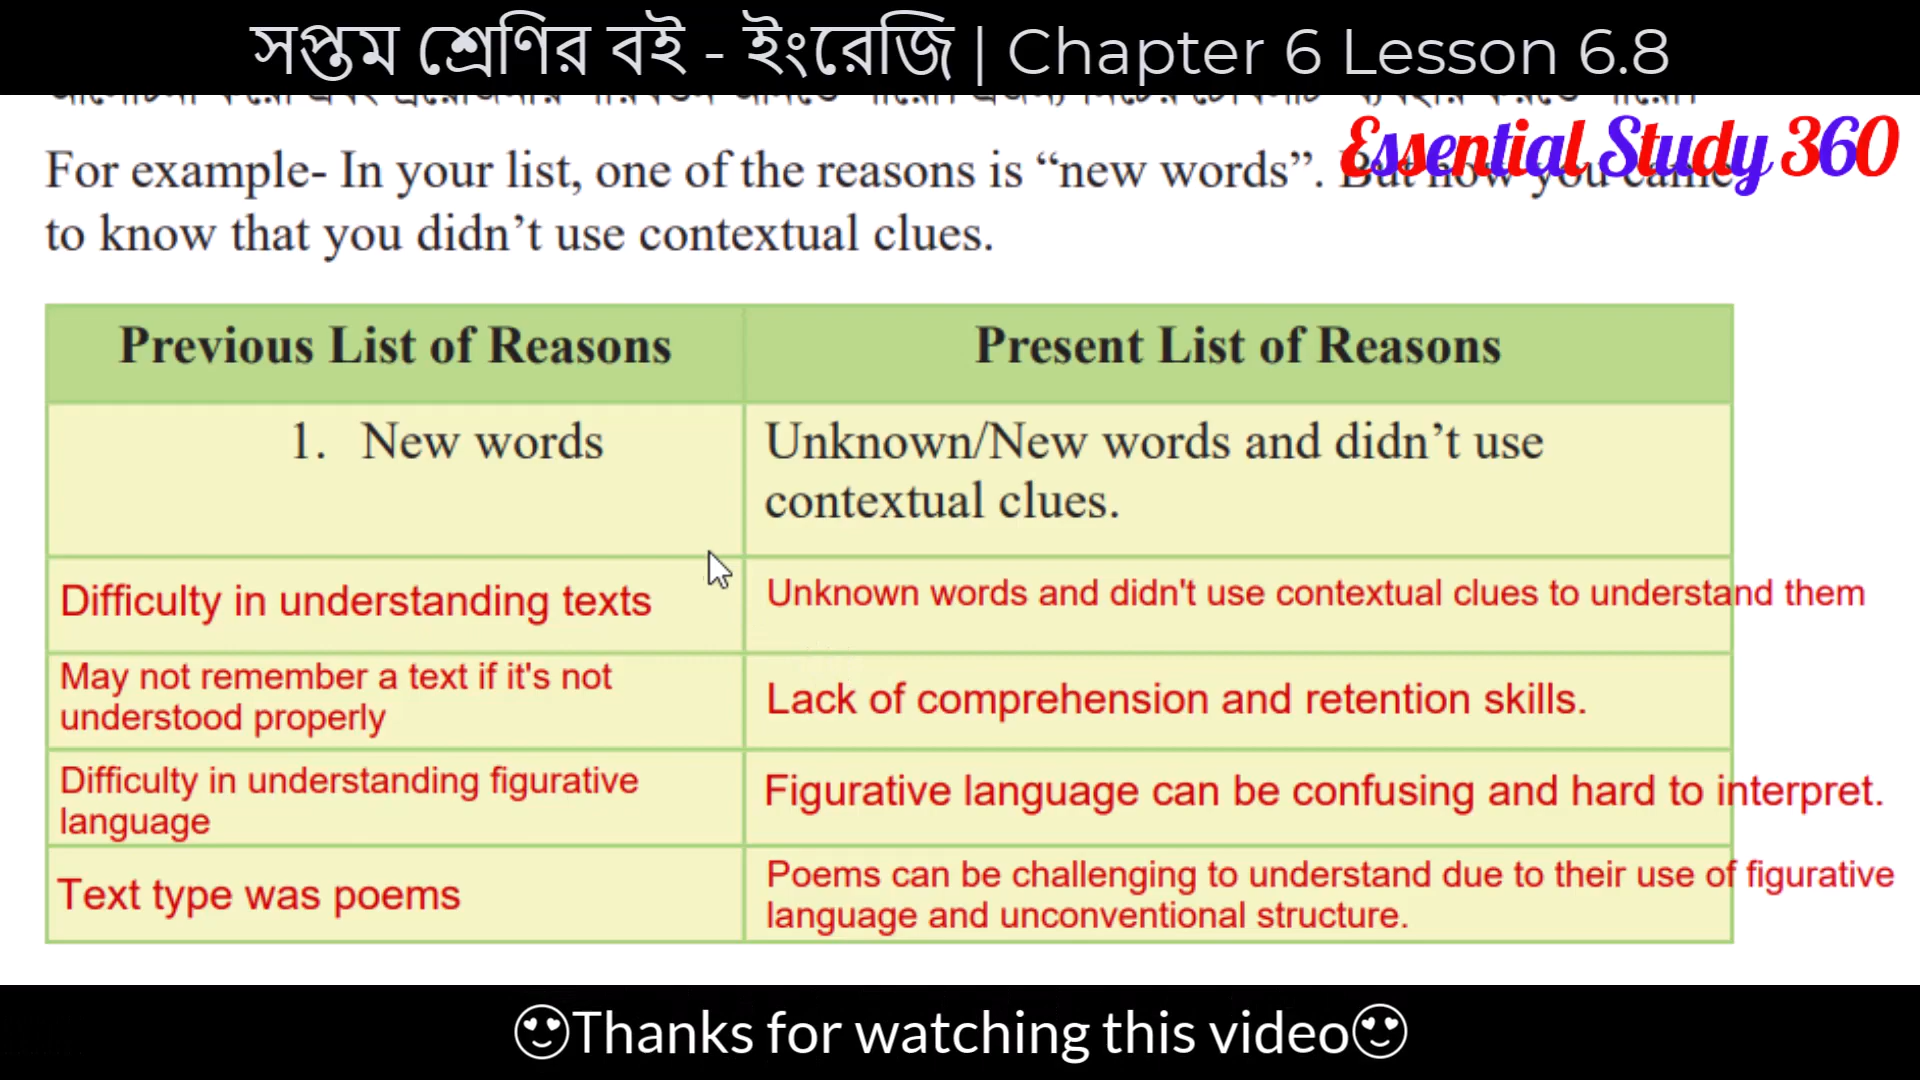 সপ্তম শ্রেণির বই - ইংরেজি | Chapter 6 Lesson 6.8
Essential Study 360
For example- In your list, one of the reasons is “new words”. But now you came
to know that you didn’t use contextual clues.
Previous List of Reasons
Present List of Reasons
1. New words
Unknown/New words and didn’t use
contextual clues.
Difficulty in understanding texts
Unknown words and didn't use contextual clues to understand them
May not remember a text if it's not
understood properly
Lack of comprehension and retention skills.
Difficulty in understanding figurative
language
Figurative language can be confusing and hard to interpret.
Text type was poems
Poems can be challenging to understand due to their use of figurative
language and unconventional structure.
Thanks for watching this video